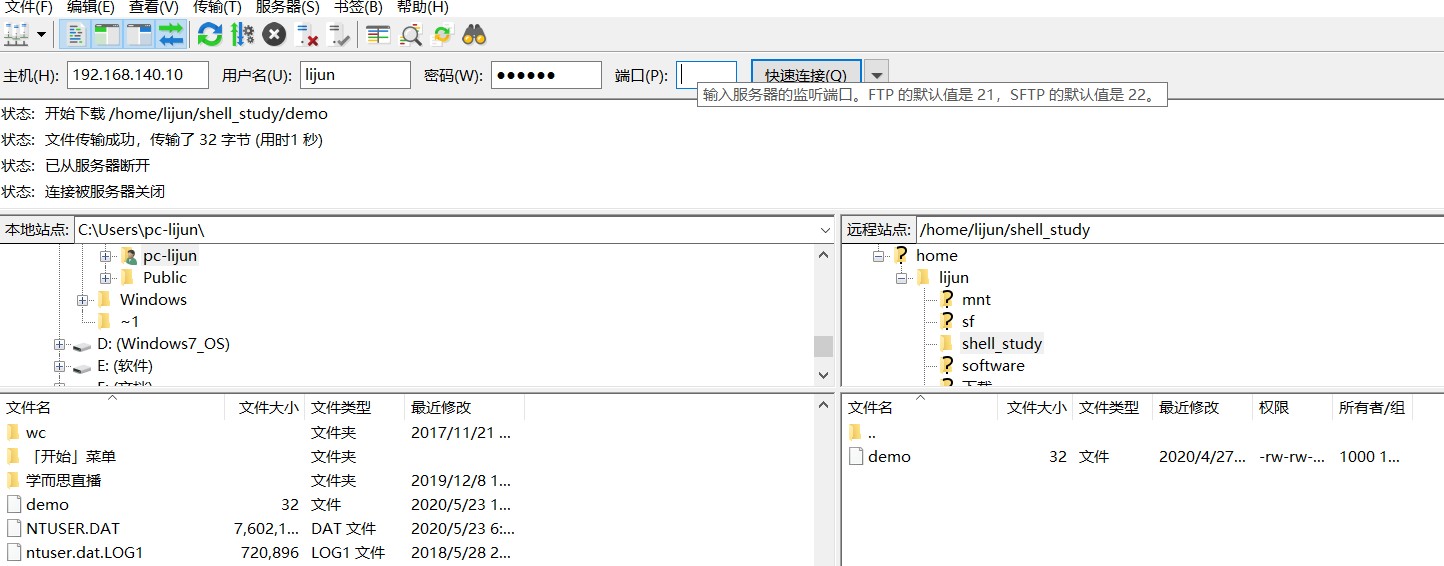 文件(F) 编辑(E) 查看(V) 传输(T) 服务器(S) 书签(B) 帮助(H)
主机(H): 192.168.140.10 用户名(U): lijun 密码(W): ●●●●●● 端口(P): 快速连接(Q)
输入服务器的监听端口。FTP 的默认值是 21，SFTP 的默认值是 22。
状态: 开始下载 /home/lijun/shell_study/demo
状态: 文件传输成功，传输了 32 字节 (用时1 秒)
状态: 已从服务器断开
状态: 连接被服务器关闭
本地站点: C:\Users\pc-lijun\
pc-lijun
Public
Windows
~1
D: (Windows7_OS)
E: (软件)
远程站点: /home/lijun/shell_study
home
lijun
mnt
sf
shell_study
software
下载
文件名 文件大小 文件类型 最近修改
wc 文件夹 2017/11/21 ...
「开始」菜单 文件夹
学而思直播 文件夹 2019/12/8 1...
demo 32 文件 2020/5/23 1...
NTUSER.DAT 7,602,1... DAT 文件 2020/5/23 6:...
ntuser.dat.LOG1 720,896 LOG1 文件 2018/5/28 2...
文件名 文件大小 文件类型 最近修改 权限 所有者/组
..
demo 32 文件 2020/4/27... -rw-rw-... 1000 1...